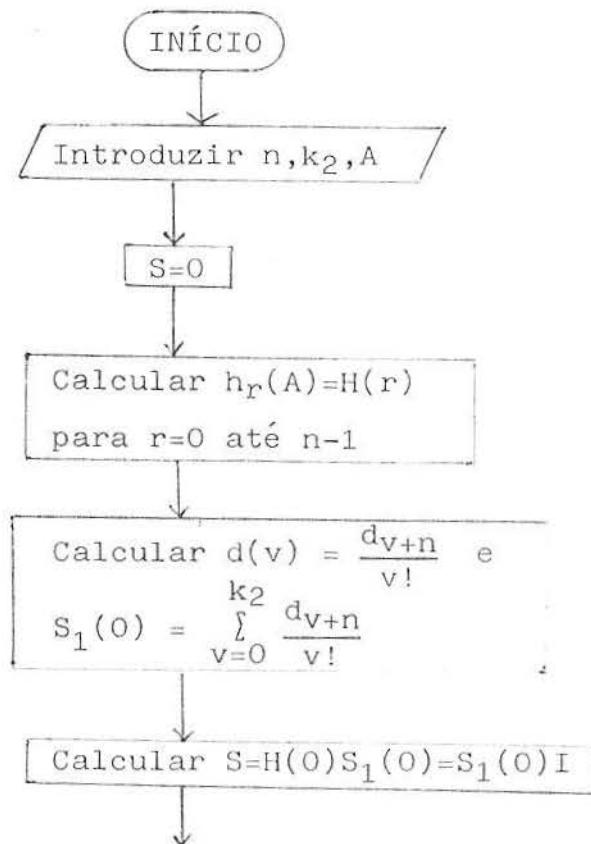 INÍCIO
Introduzir n,k₂,A
S=0
Calcular hᵣ(A)=H(r)
para r=0 até n-1
Calcular d(v) = dᵥ₊ₙ/v! e
S₁(0) = Σ_{v=0}^{k₂} dᵥ₊ₙ/v!
Calcular S=H(0)S₁(0)=S₁(0)I